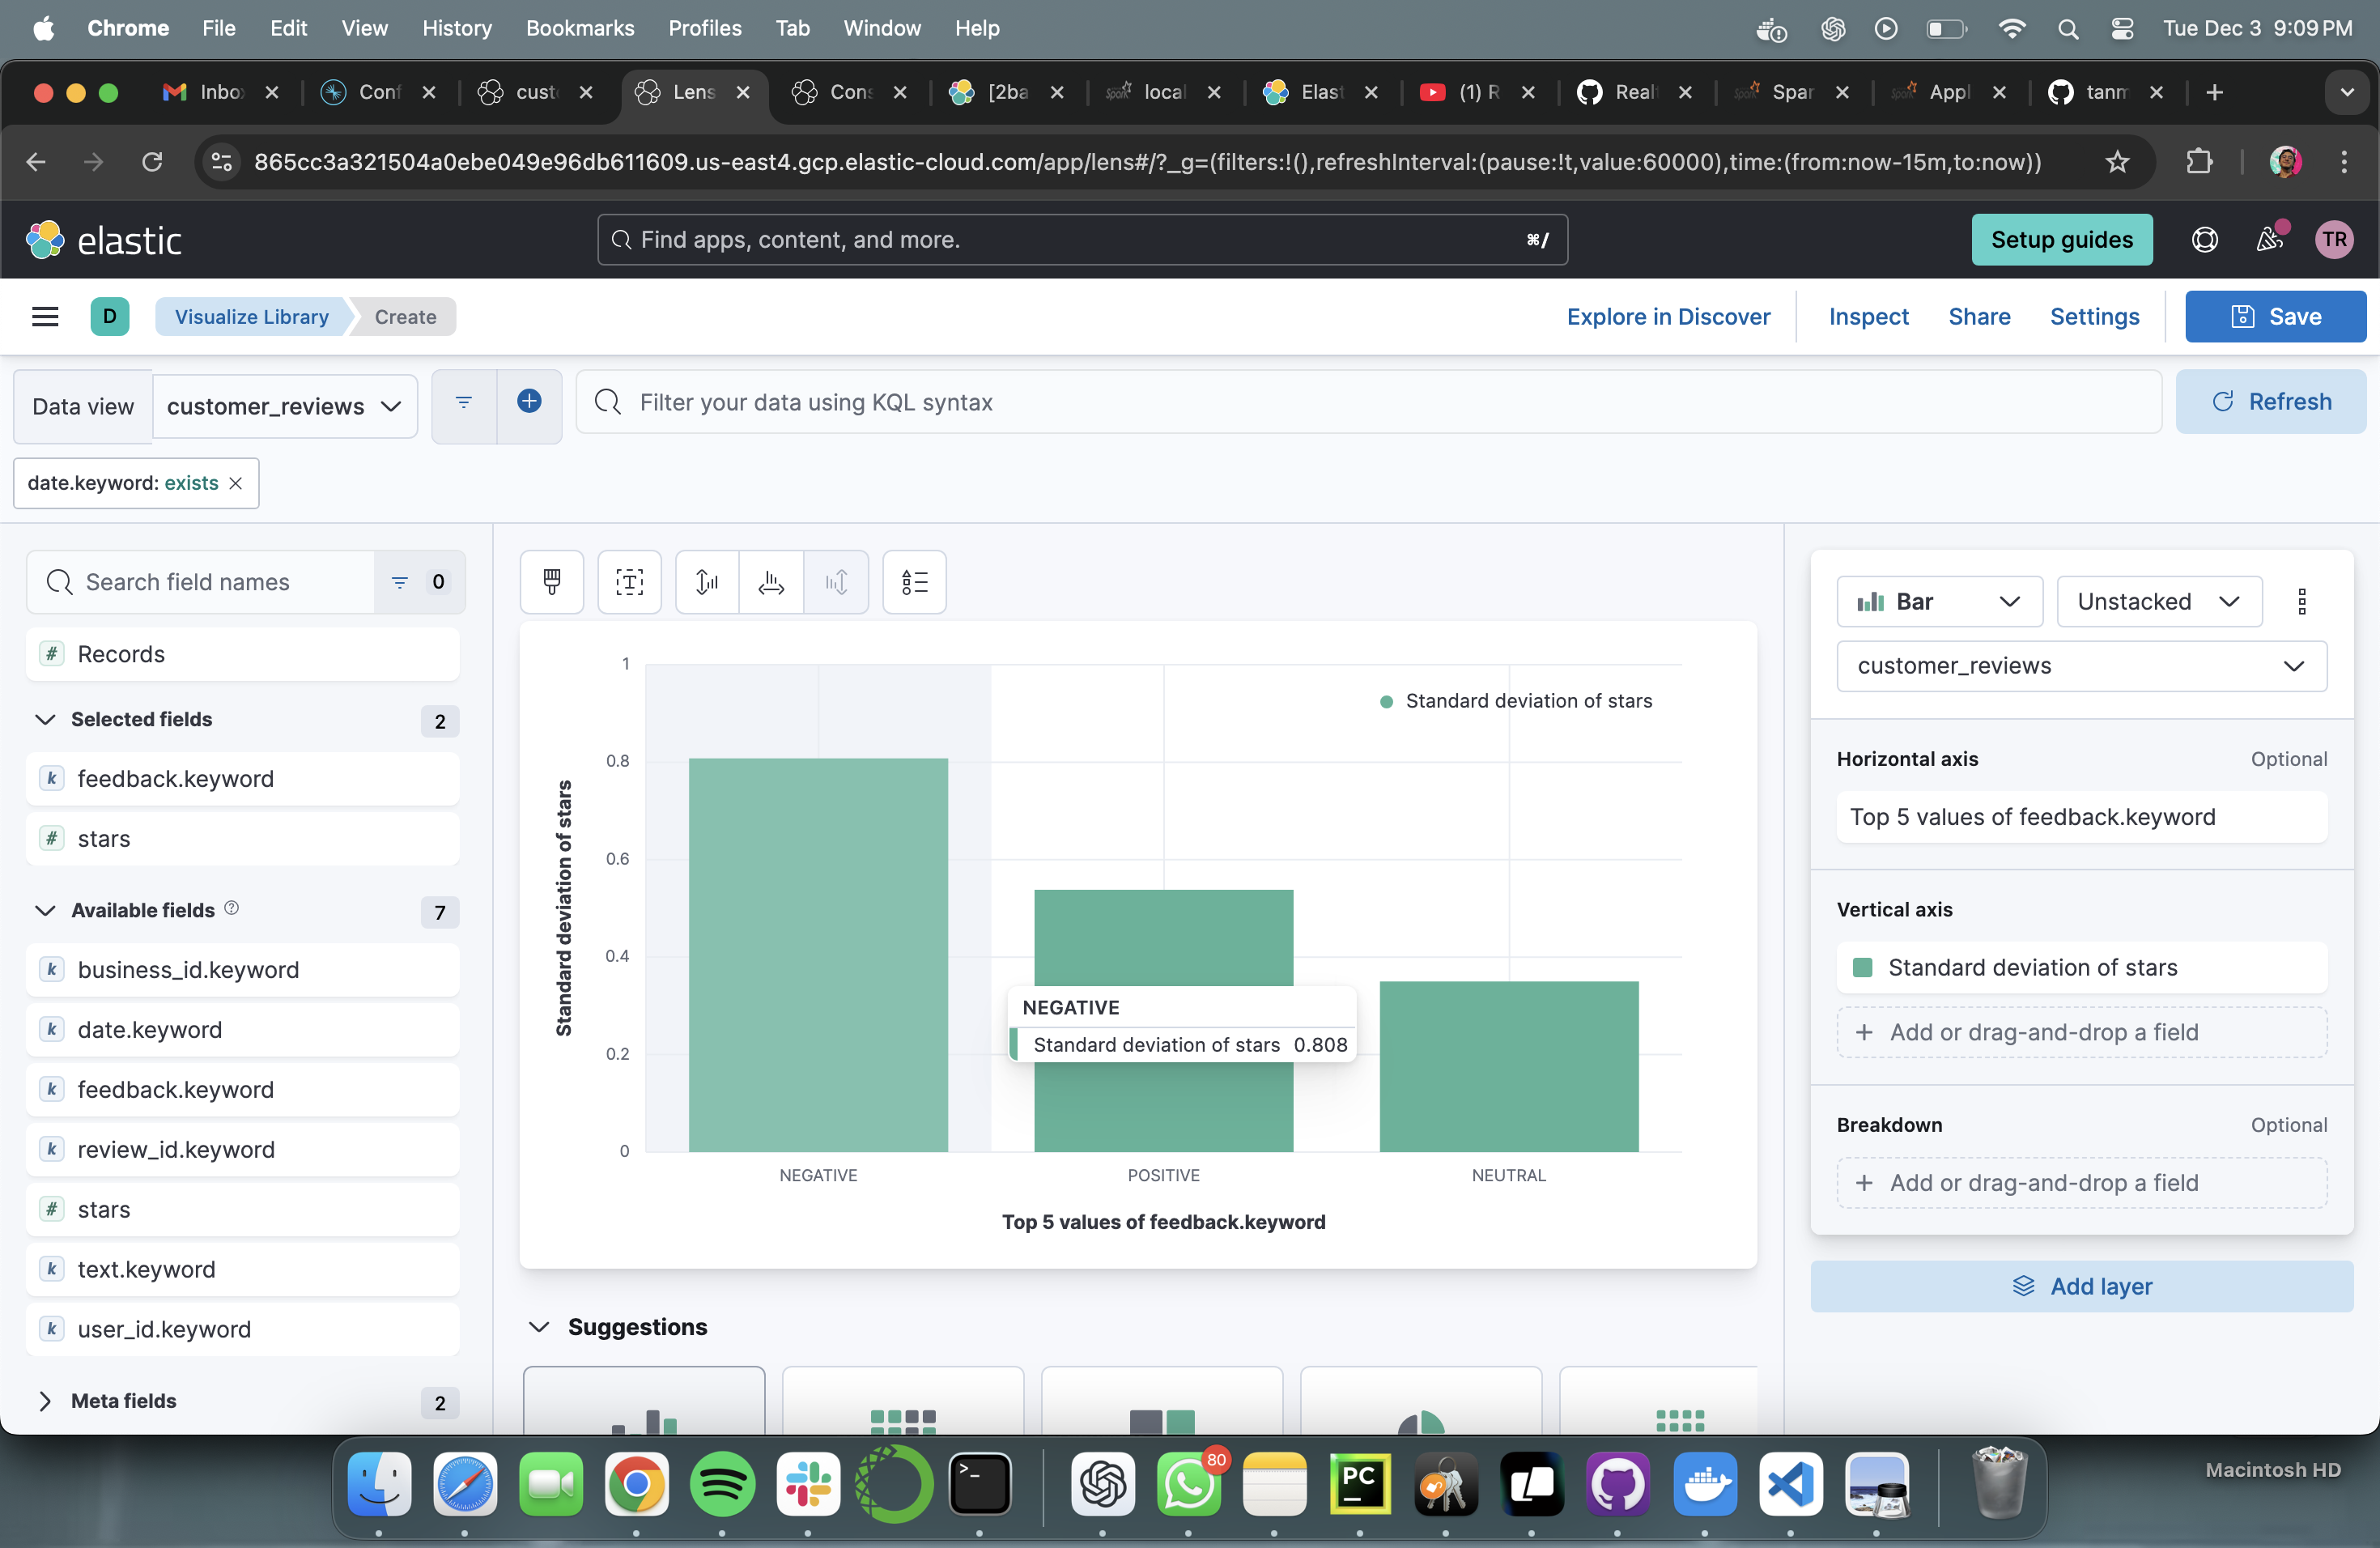 Chrome File Edit View History Bookmarks Profiles Tab Window Help Tue Dec 3 9:09 PM
Inbo Conf cust Lens Cons [2ba local Elast (1) R Real Spar Appl tanm
865cc3a321504a0ebe049e96db611609.us-east4.gcp.elastic-cloud.com/app/lens#/?_g=(filters:!(),refreshInterval:(pause:!t,value:60000),time:(from:now-15m,to:now))
elastic Find apps, content, and more. ⌘/ Setup guides TR
D Visualize Library Create Explore in Discover Inspect Share Settings Save
Data view customer_reviews Filter your data using KQL syntax Refresh
date.keyword: exists
Search field names 0
Records
Selected fields 2
k feedback.keyword
# stars
Available fields 7
k business_id.keyword
k date.keyword
k feedback.keyword
k review_id.keyword
# stars
k text.keyword
k user_id.keyword
Meta fields 2
1
0.8
0.6
0.4
0.2
0
Standard deviation of stars
Standard deviation of stars
NEGATIVE
Standard deviation of stars 0.808
NEGATIVE POSITIVE NEUTRAL
Top 5 values of feedback.keyword
Suggestions
Bar Unstacked
customer_reviews
Horizontal axis Optional
Top 5 values of feedback.keyword
Vertical axis
Standard deviation of stars
+ Add or drag-and-drop a field
Breakdown Optional
+ Add or drag-and-drop a field
Add layer
80
PC
Macintosh HD